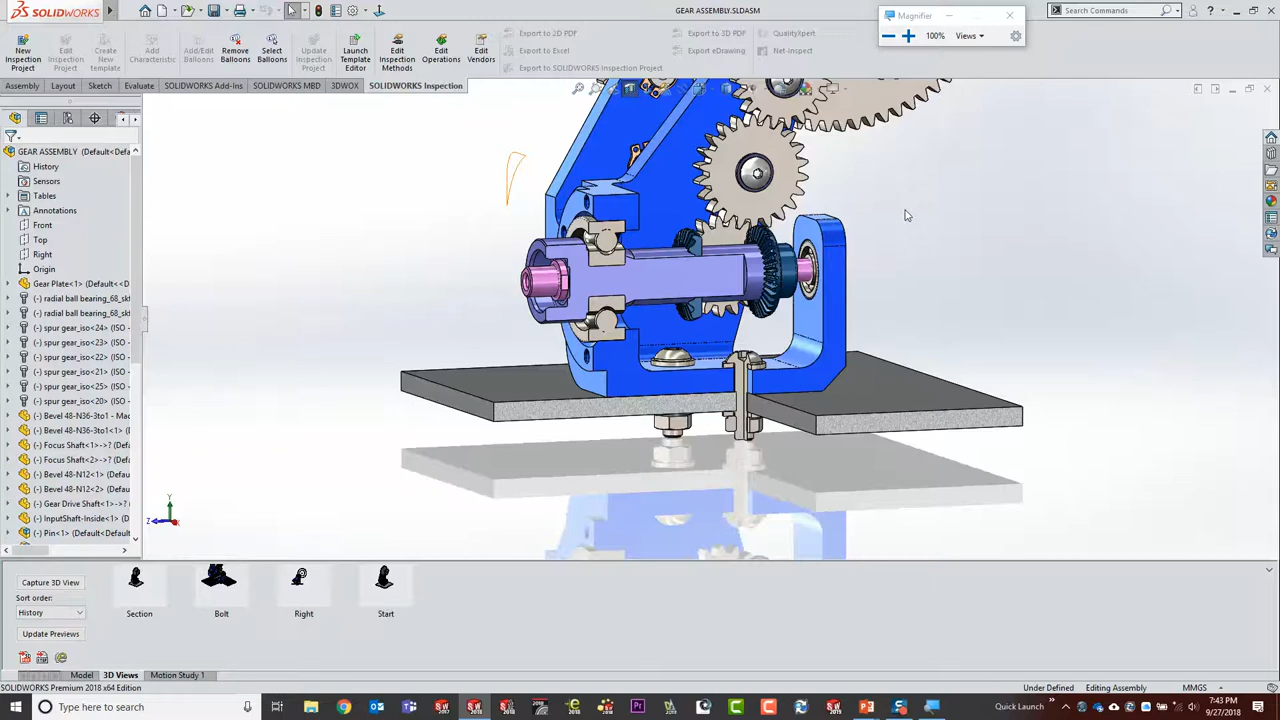 SOLIDWORKS
GEAR ASSEMBLY.SLDASM
Search Commands
Magnifier
100%
Views
New
Inspection
Project
Edit
Inspection
Project
Create
New
template
Add
Characteristic
Add/Edit
Balloons
Remove
Balloons
Select
Balloons
Update
Inspection
Project
Launch
Template
Editor
Edit
Inspection
Methods
Edit
Operations
Edit
Vendors
Export to 2D PDF
Export to Excel
Export to SOLIDWORKS Inspection Project
Export to 3D PDF
Export eDrawing
QualityXpert
Net-Inspect
Assembly
Layout
Sketch
Evaluate
SOLIDWORKS Add-Ins
SOLIDWORKS MBD
3DWOX
SOLIDWORKS Inspection
GEAR ASSEMBLY (Default<Defa
History
Sensors
Tables
Annotations
Front
Top
Right
Origin
Gear Plate<1> (Default<<D
(-) radial ball bearing_68_skf
(-) radial ball bearing_68_skf
(-) spur gear_iso<24> (ISO -
(-) spur gear_iso<23> (ISO -
(-) spur gear_iso<22> (ISO -
(-) spur gear_iso<21> (ISO -
(-) spur gear_iso<25> (ISO -
(-) spur gear_iso<20> (ISO -
(-) Bevel 48-N36-3to1 - Mac
(-) Bevel 48-N36-3to1 - Mac
(-) Focus Shaft<1>->? (Def
(-) Focus Shaft<2>->? (Def
(-) Bevel 48-N12<1> (Defau
(-) Bevel 48-N12<2> (Defau
(-) Gear Drive Shaft<1>->?
(-) InputShaft-Inside<1> (D
(-) Pin<1> (Default<Default
Y
Z
X
Capture 3D View
Sort order:
History
Update Previews
Section
Bolt
Right
Start
Model
3D Views
Motion Study 1
SOLIDWORKS Premium 2018 x64 Edition
Under Defined
Editing Assembly
MMGS
Type here to search
Quick Launch
7:43 PM
9/27/2018